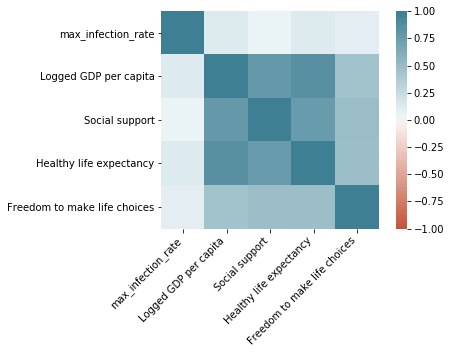 max_infection_rate
Logged GDP per capita
Social support
Healthy life expectancy
Freedom to make life choices
max_infection_rate
Logged GDP per capita
Social support
Healthy life expectancy
Freedom to make life choices
1.00
0.75
0.50
0.25
0.00
−0.25
−0.50
−0.75
−1.00